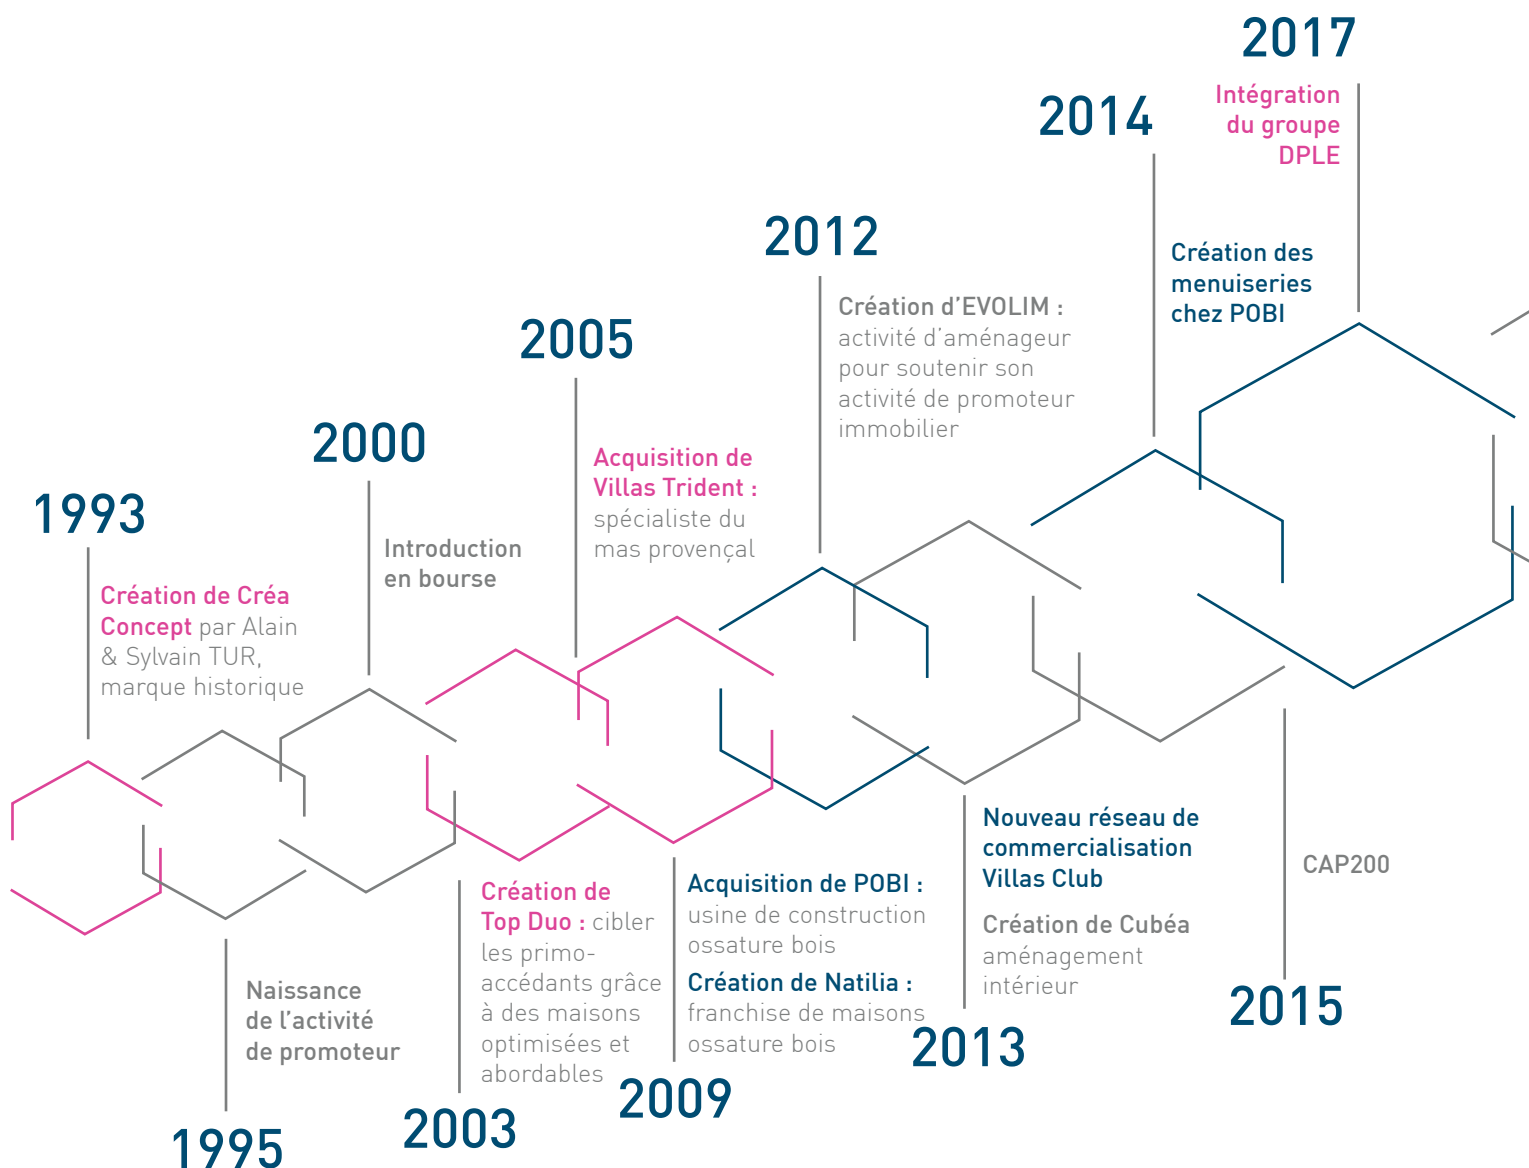 1993
Création de Créa
Concept par Alain
& Sylvain TUR,
marque historique
1995
Naissance
de l'activité
de promoteur
2000
Introduction
en bourse
2003
Création de
Top Duo : cibler
les primo-
accédants grâce
à des maisons
optimisées et
abordables
2005
Acquisition de
Villas Trident :
spécialiste du
mas provençal
2009
Acquisition de POBI :
usine de construction
ossature bois
Création de Natilia :
franchise de maisons
ossature bois
2012
Création d'EVOLIM :
activité d'aménageur
pour soutenir son
activité de promoteur
immobilier
2013
Nouveau réseau de
commercialisation
Villas Club
Création de Cubéa
aménagement
intérieur
2014
Création des
menuiseries
chez POBI
2015
CAP200
2017
Intégration
du groupe
DPLE